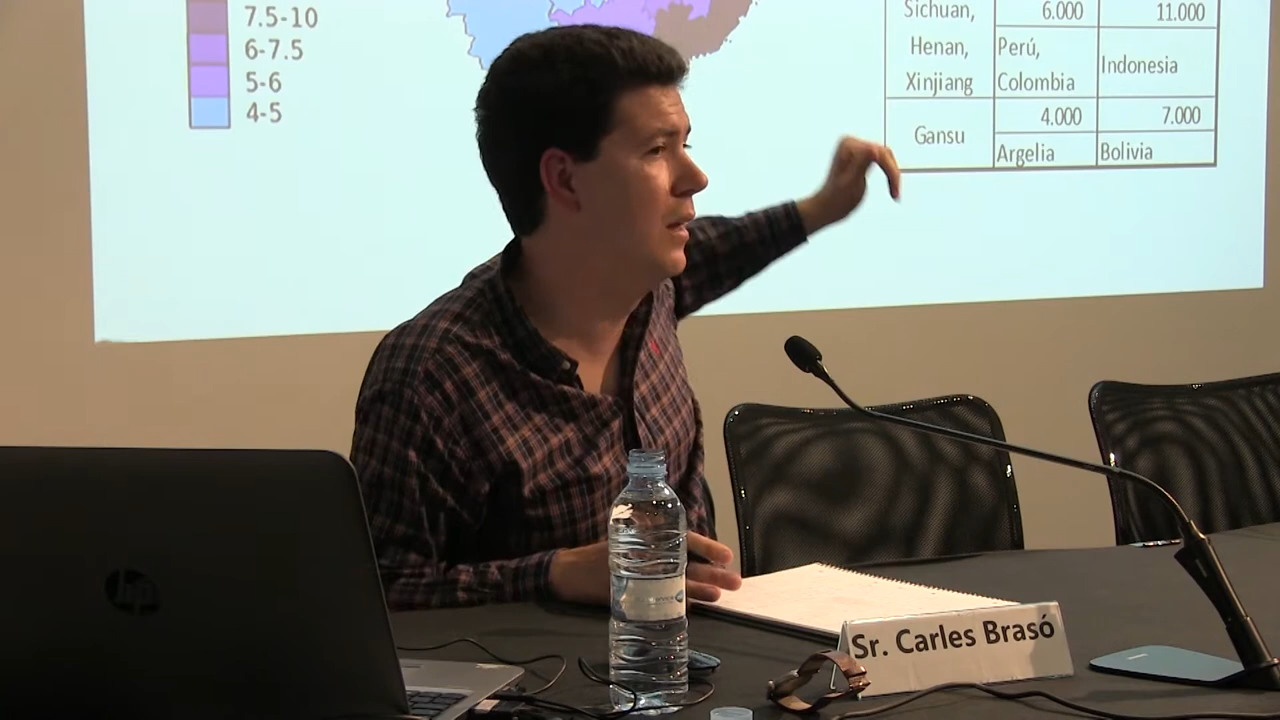 7.5-10
6-7.5
5-6
4-5
Sichuan,
Henan,
Xinjiang
6.000
11.000
Perú,
Colombia
Indonesia
Gansu
4.000
7.000
Argelia
Bolivia
hp
Sr. Carles Brasó